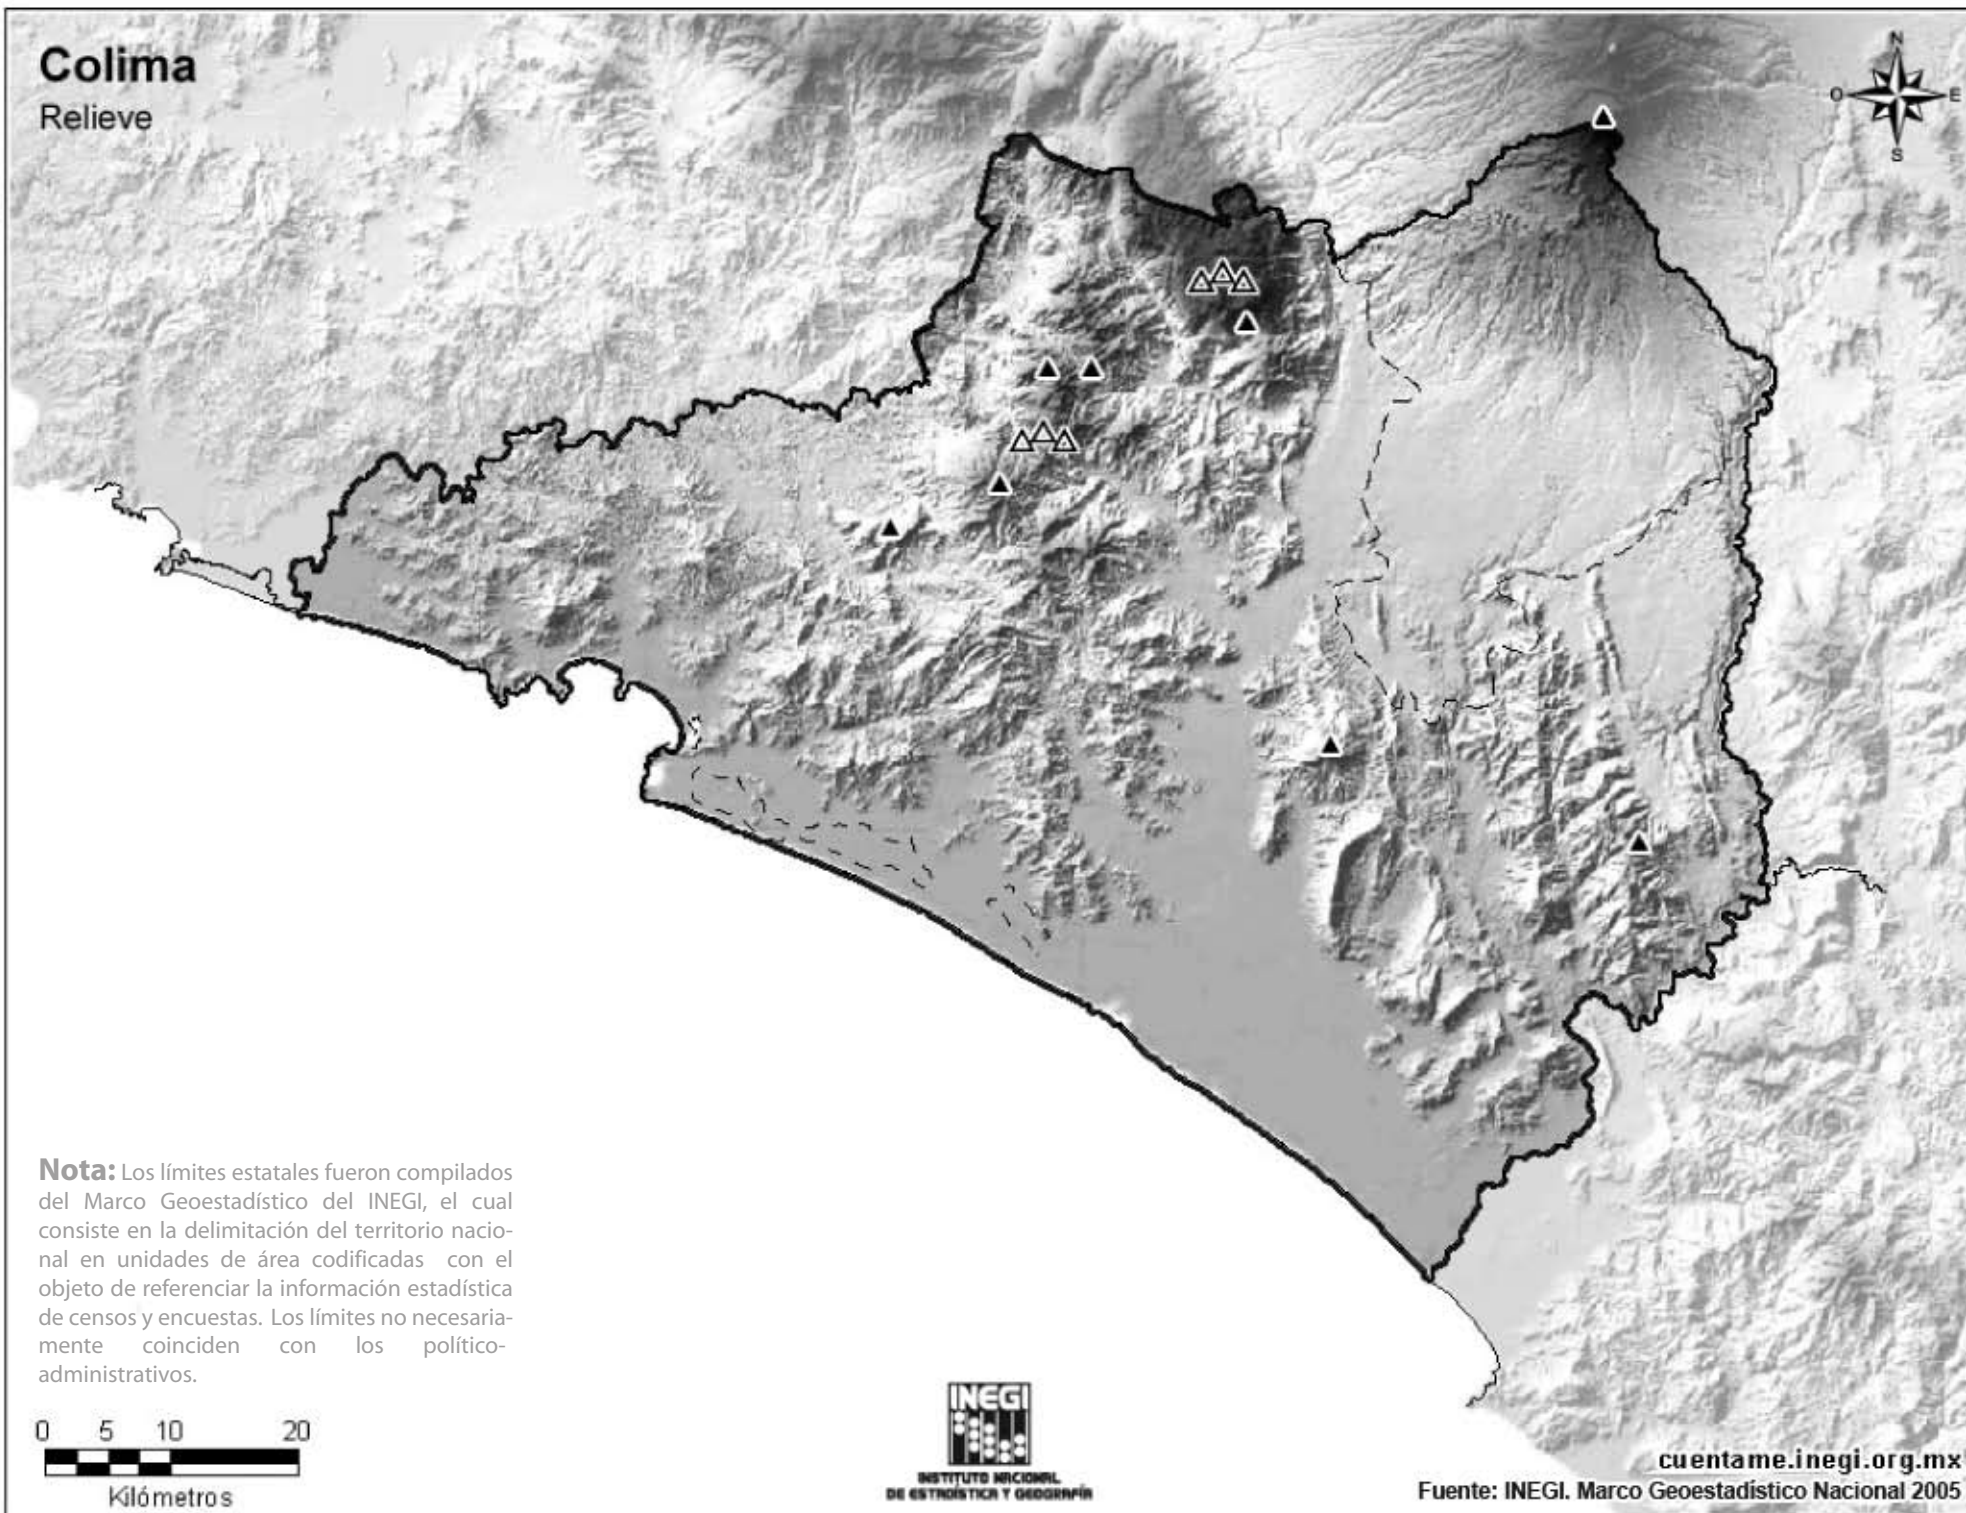 Colima
Relieve
N
O
E
S
Nota: Los límites estatales fueron compilados
del Marco Geoestadístico del INEGI, el cual
consiste en la delimitación del territorio nacio-
nal en unidades de área codificadas con el
objeto de referenciar la información estadística
de censos y encuestas. Los límites no necesaria-
mente coinciden con los político-
administrativos.
0 5 10 20
Kilómetros
INEGI
INSTITUTO NACIONAL
DE ESTADÍSTICA Y GEOGRAFÍA
cuentame.inegi.org.mx
Fuente: INEGI. Marco Geoestadístico Nacional 2005